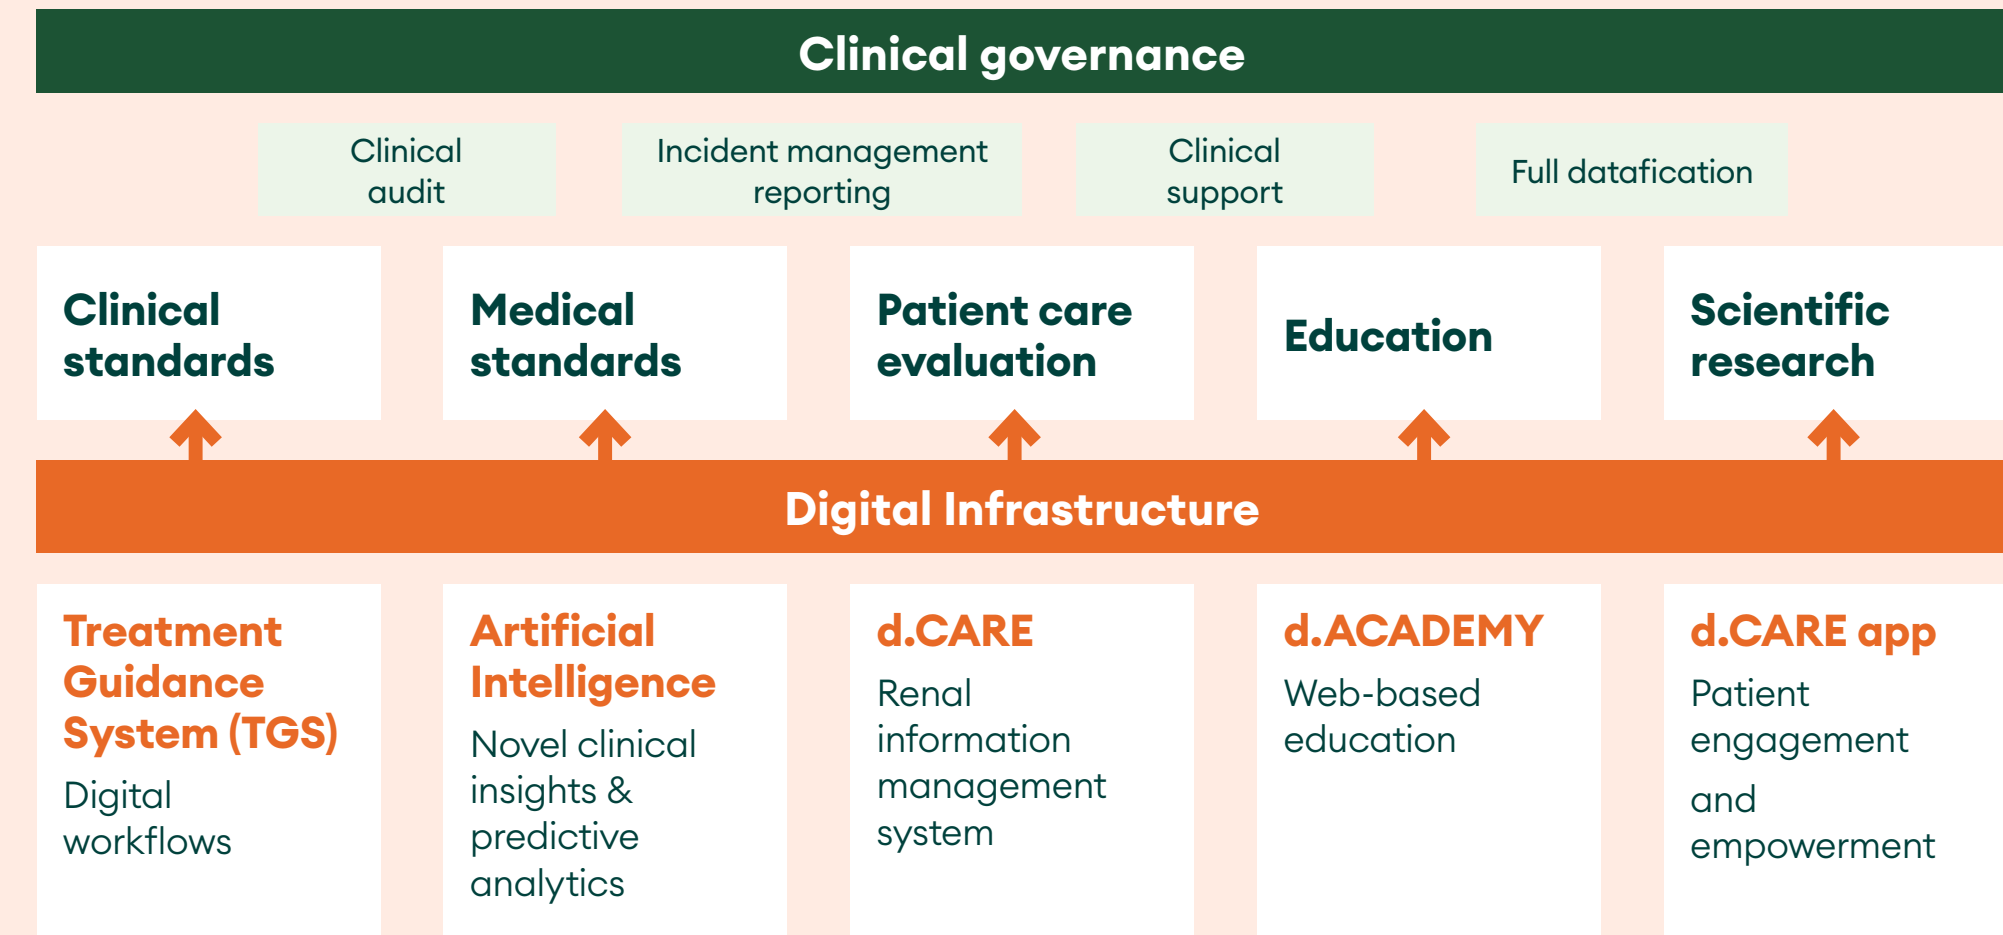 Clinical governance
Clinical
audit
Incident management
reporting
Clinical
support
Full datafication
Clinical
standards
Medical
standards
Patient care
evaluation
Education
Scientific
research
Digital Infrastructure
Treatment
Guidance
System (TGS)
Digital
workflows
Artificial
Intelligence
Novel clinical
insights &
predictive
analytics
d.CARE
Renal
information
management
system
d.ACADEMY
Web-based
education
d.CARE app
Patient
engagement
and
empowerment